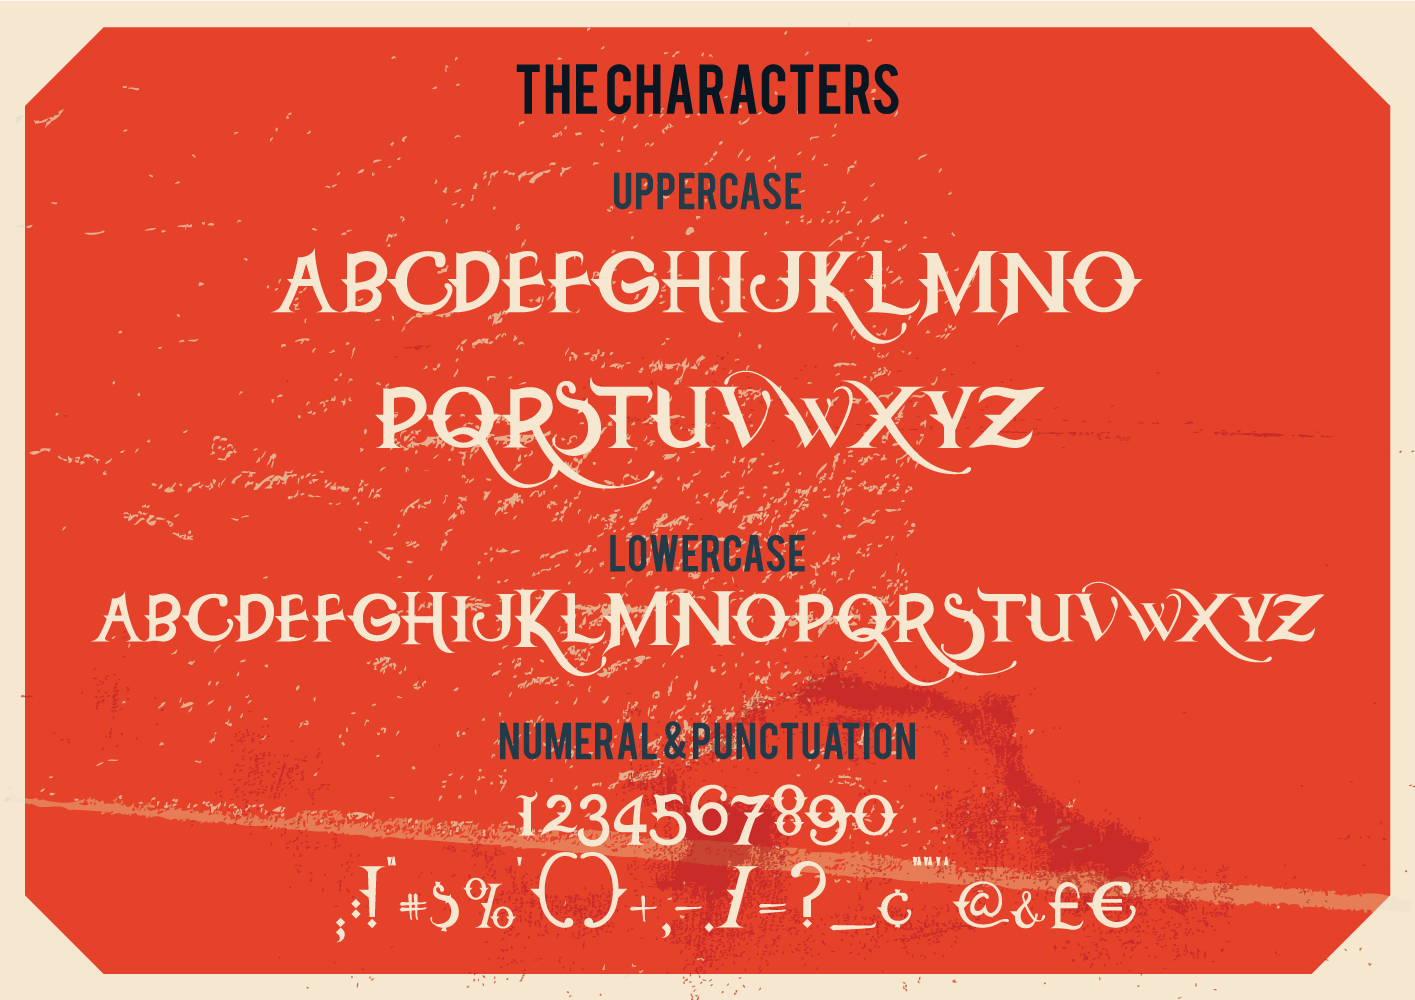 THE CHARACTERS
UPPERCASE
ABCDEFGHIJKLMNO
PQRSTUVWXYZ
LOWERCASE
ABCDEFGHIJKLMNOPQRSTUVWXYZ
NUMERAL & PUNCTUATION
1234567890
;:!"#$%'()+,-./=?_¢“”‘’@&£€